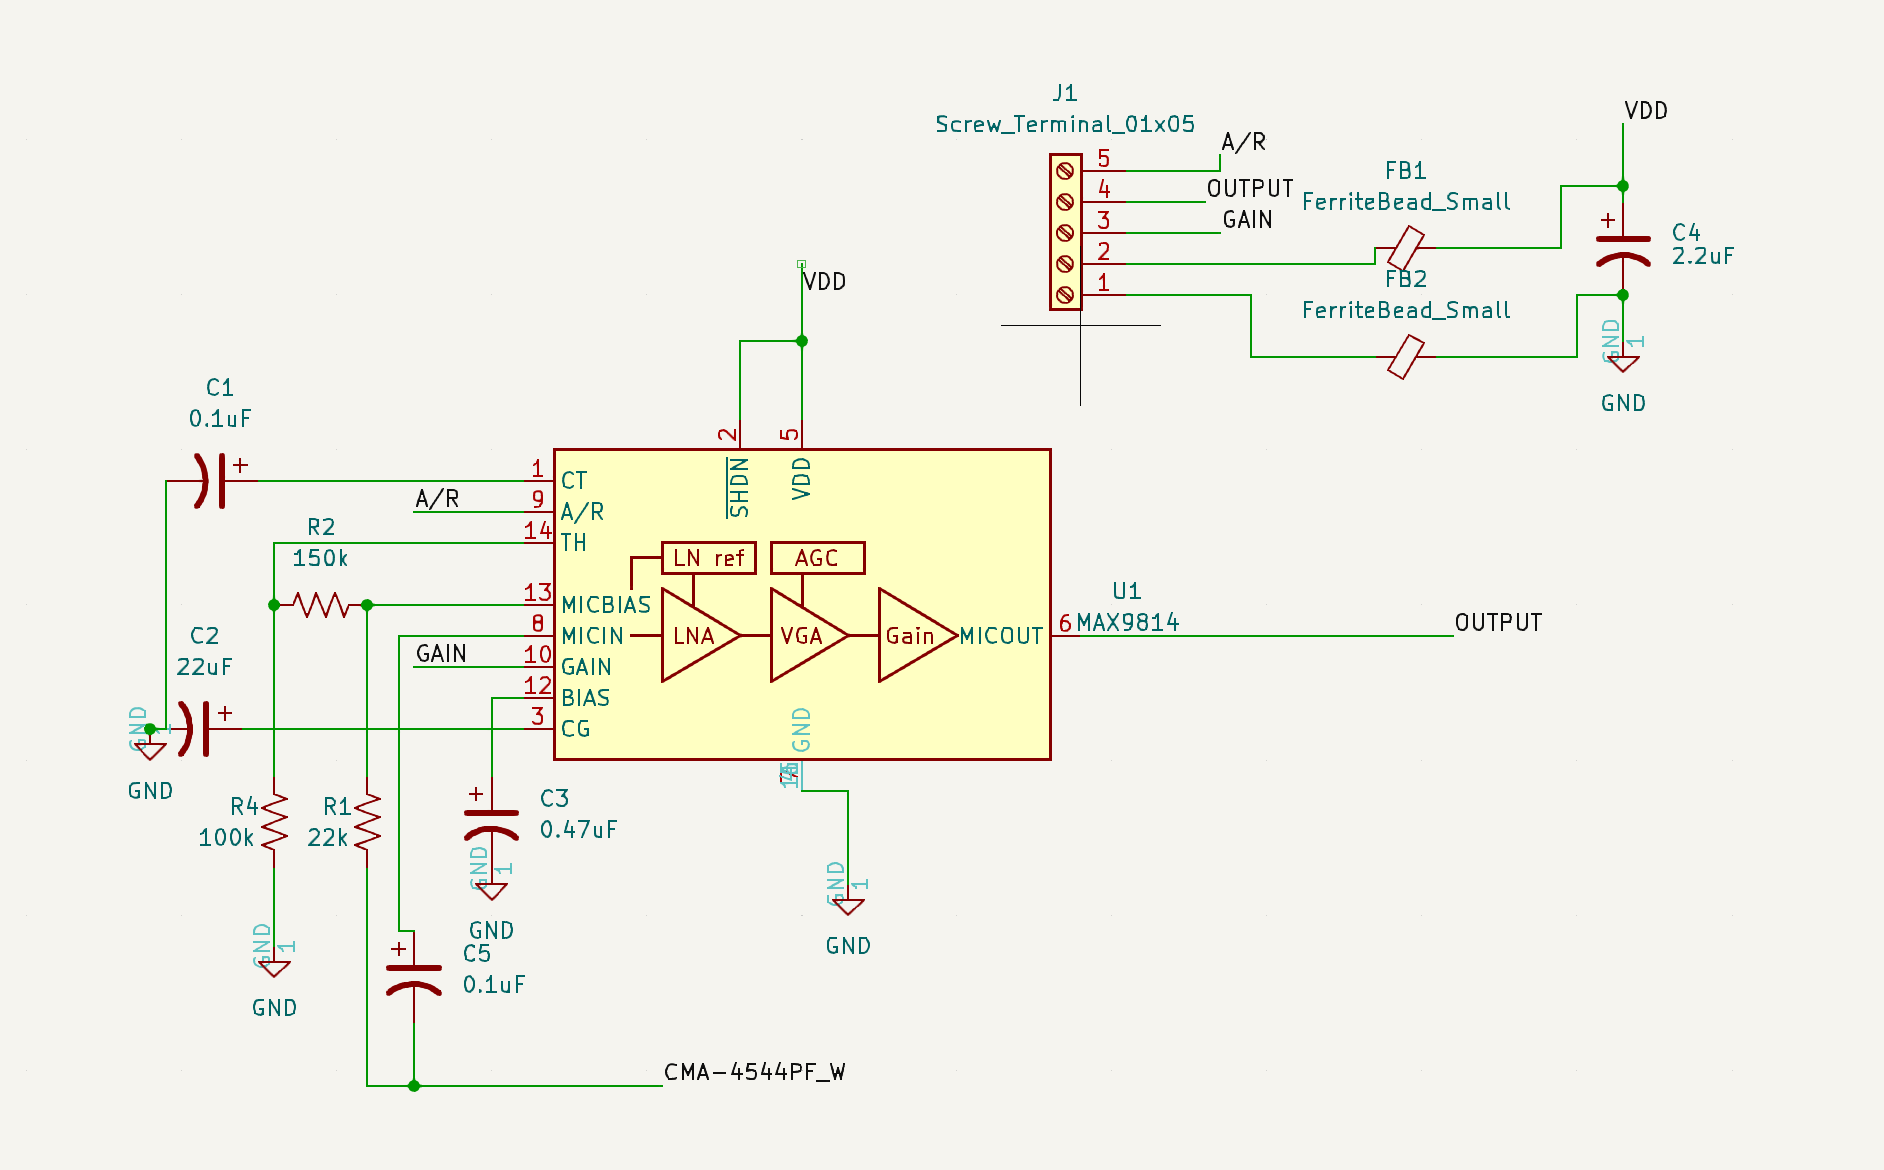 J1
Screw_Terminal_01x05
A/R
5
OUTPUT
4
GAIN
3
2
1
FB1
FerriteBead_Small
FB2
FerriteBead_Small
VDD
+
C4
2.2uF
GND
1
GND
VDD
C1
0.1uF
+
2
5
1
CT
SHDN
VDD
A/R
9
A/R
14
TH
R2
150k
LN ref
AGC
13
MICBIAS
8
MICIN
LNA
VGA
Gain
MICOUT
6
U1
MAX9814
OUTPUT
C2
22uF
GAIN
10
GAIN
12
BIAS
+
3
CG
GND
GND
GND
R4
100k
R1
22k
+
C3
0.47uF
GND
1
GND
GND
1
GND
GND
1
GND
+
C5
0.1uF
CMA-4544PF_W